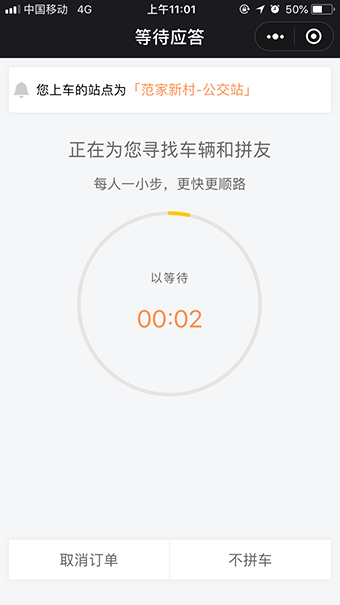 中国移动 4G 上午11:01 50%
等待应答
您上车的站点为「范家新村-公交站」
正在为您寻找车辆和拼友
每人一小步，更快更顺路
以等待
00:02
取消订单 不拼车